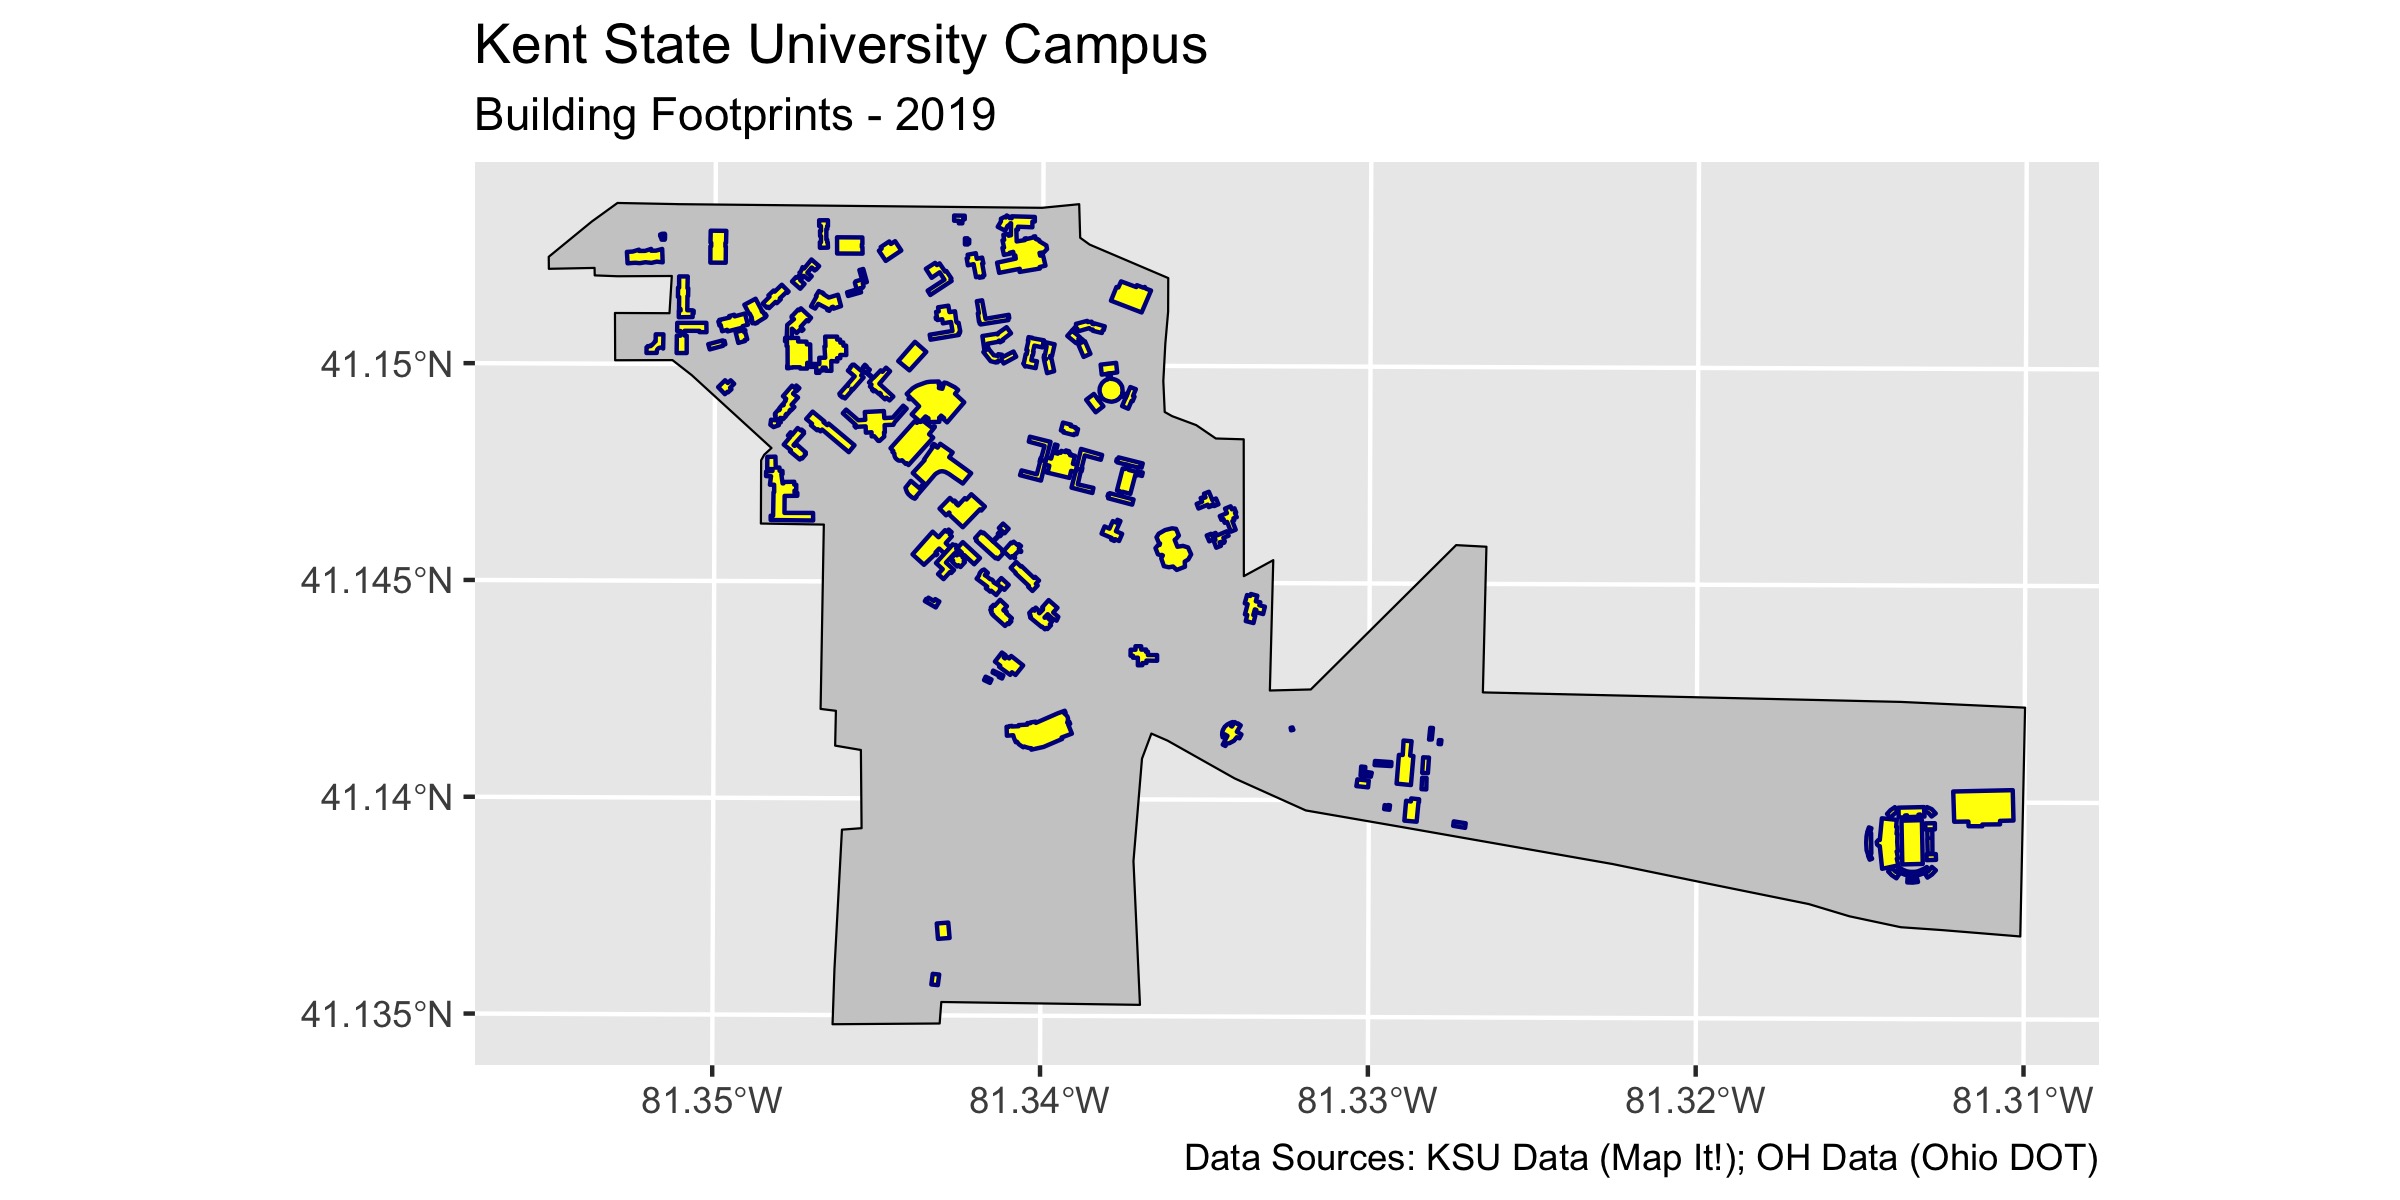 Kent State University Campus
Building Footprints - 2019
41.15°N
41.145°N
41.14°N
41.135°N
81.35°W
81.34°W
81.33°W
81.32°W
81.31°W
Data Sources: KSU Data (Map It!); OH Data (Ohio DOT)